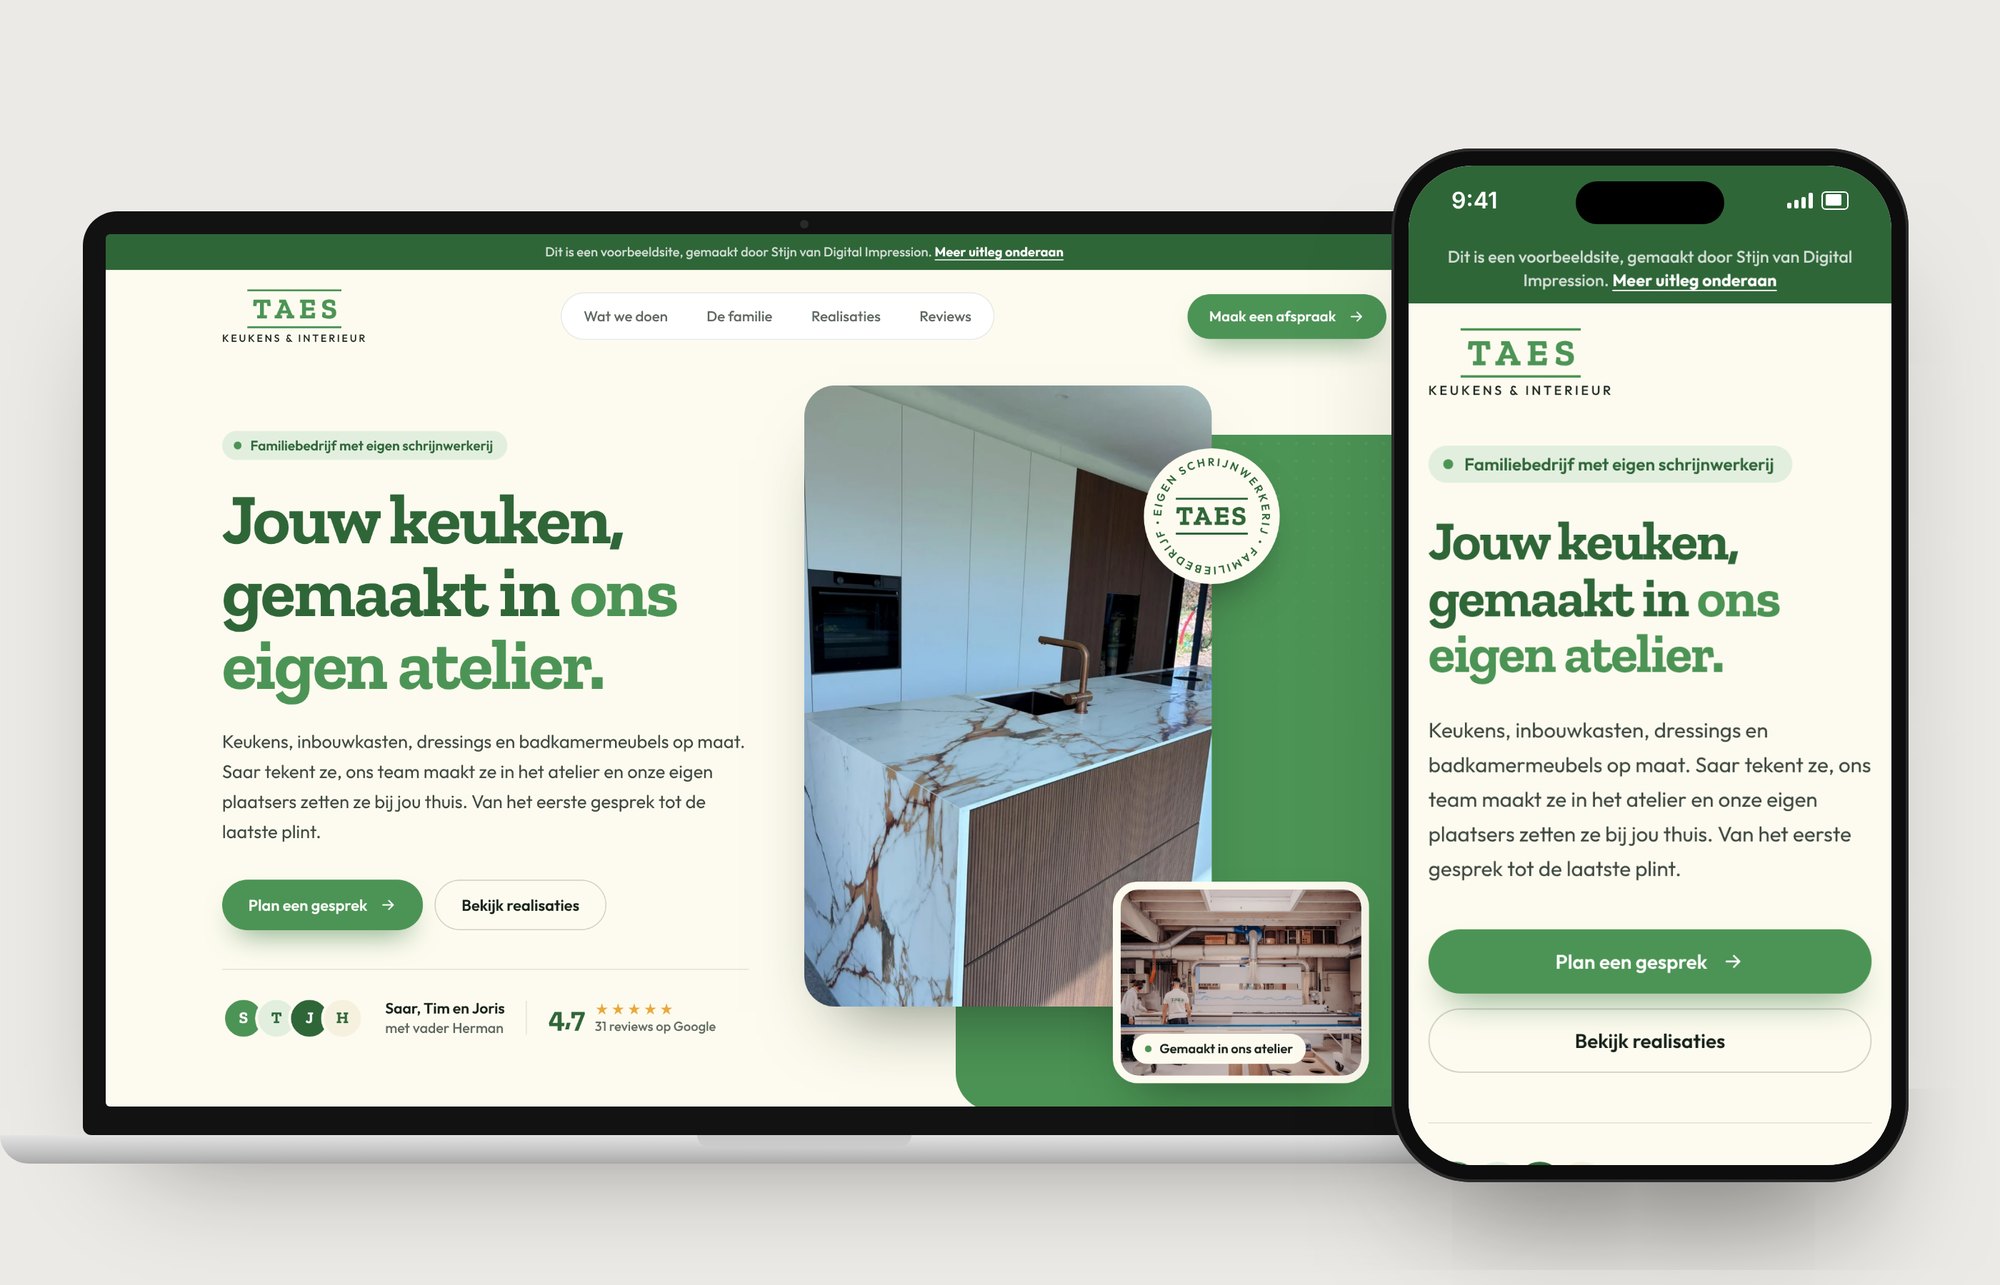 Dit is een voorbeeldsite, gemaakt door Stijn van Digital Impression. Meer uitleg onderaan
TAES
KEUKENS & INTERIEUR
Wat we doen
De familie
Realisaties
Reviews
Maak een afspraak →
Familiebedrijf met eigen schrijnwerkerij
Jouw keuken,
gemaakt in ons
eigen atelier.
Keukens, inbouwkasten, dressings en badkamermeubels op maat.
Saar tekent ze, ons team maakt ze in het atelier en onze eigen
plaatsers zetten ze bij jou thuis. Van het eerste gesprek tot de
laatste plint.
Plan een gesprek →
Bekijk realisaties
S T J H
Saar, Tim en Joris
met vader Herman
4,7
★★★★★
31 reviews op Google
• EIGEN SCHRIJNWERKERIJ • FAMILIEBEDRIJF
TAES
Gemaakt in ons atelier
9:41
Dit is een voorbeeldsite, gemaakt door Stijn van Digital
Impression. Meer uitleg onderaan
TAES
KEUKENS & INTERIEUR
Familiebedrijf met eigen schrijnwerkerij
Jouw keuken,
gemaakt in ons
eigen atelier.
Keukens, inbouwkasten, dressings en
badkamermeubels op maat. Saar tekent ze, ons
team maakt ze in het atelier en onze eigen
plaatsers zetten ze bij jou thuis. Van het eerste
gesprek tot de laatste plint.
Plan een gesprek →
Bekijk realisaties